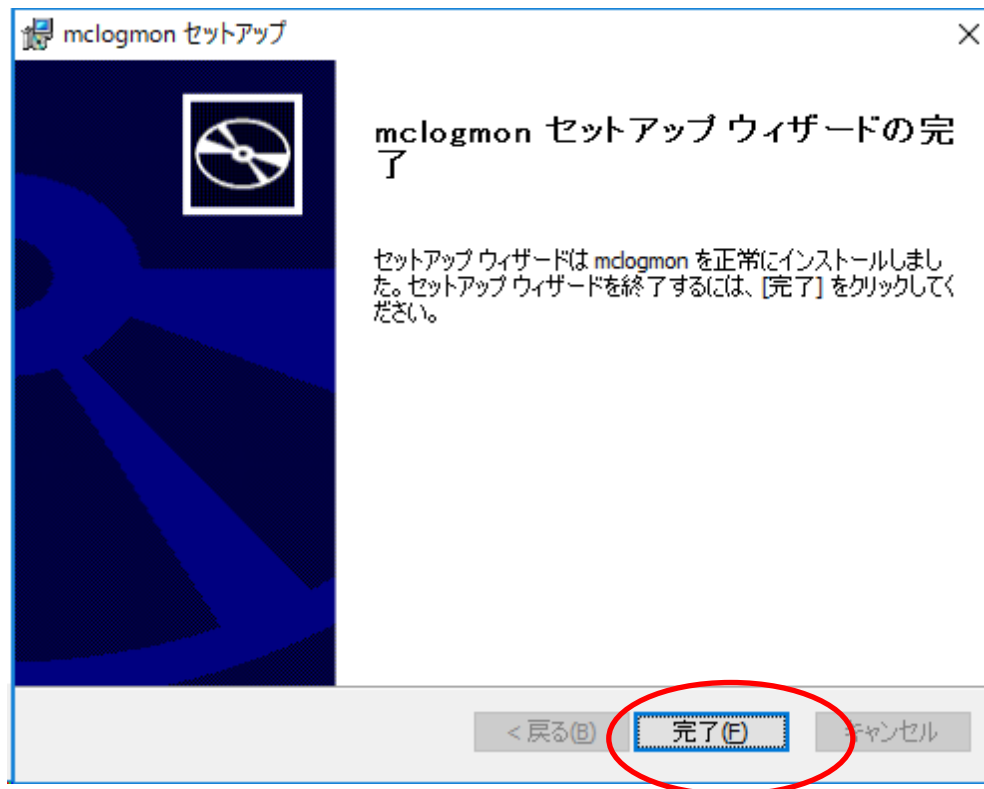 mclogmon セットアップ
mclogmon セットアップ ウィザードの完
了
セットアップ ウィザードは mclogmon を正常にインストールしまし
た。セットアップ ウィザードを終了するには、[完了] をクリックしてく
ださい。
< 戻る(B)
完了(F)
キャンセル